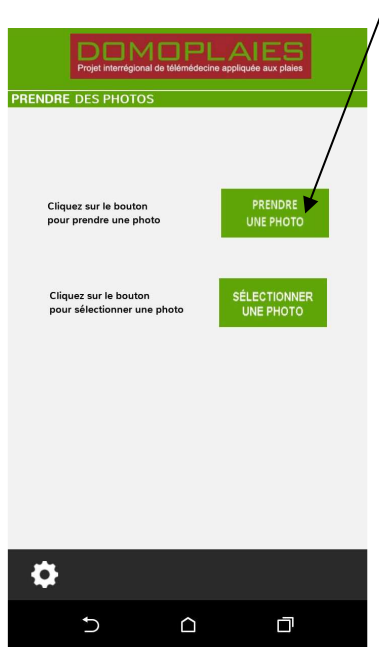 DOMOPLAIES
Projet interrégional de télémédecine appliquée aux plaies
PRENDRE DES PHOTOS
Cliquez sur le bouton
pour prendre une photo
PRENDRE
UNE PHOTO
Cliquez sur le bouton
pour sélectionner une photo
SÉLECTIONNER
UNE PHOTO